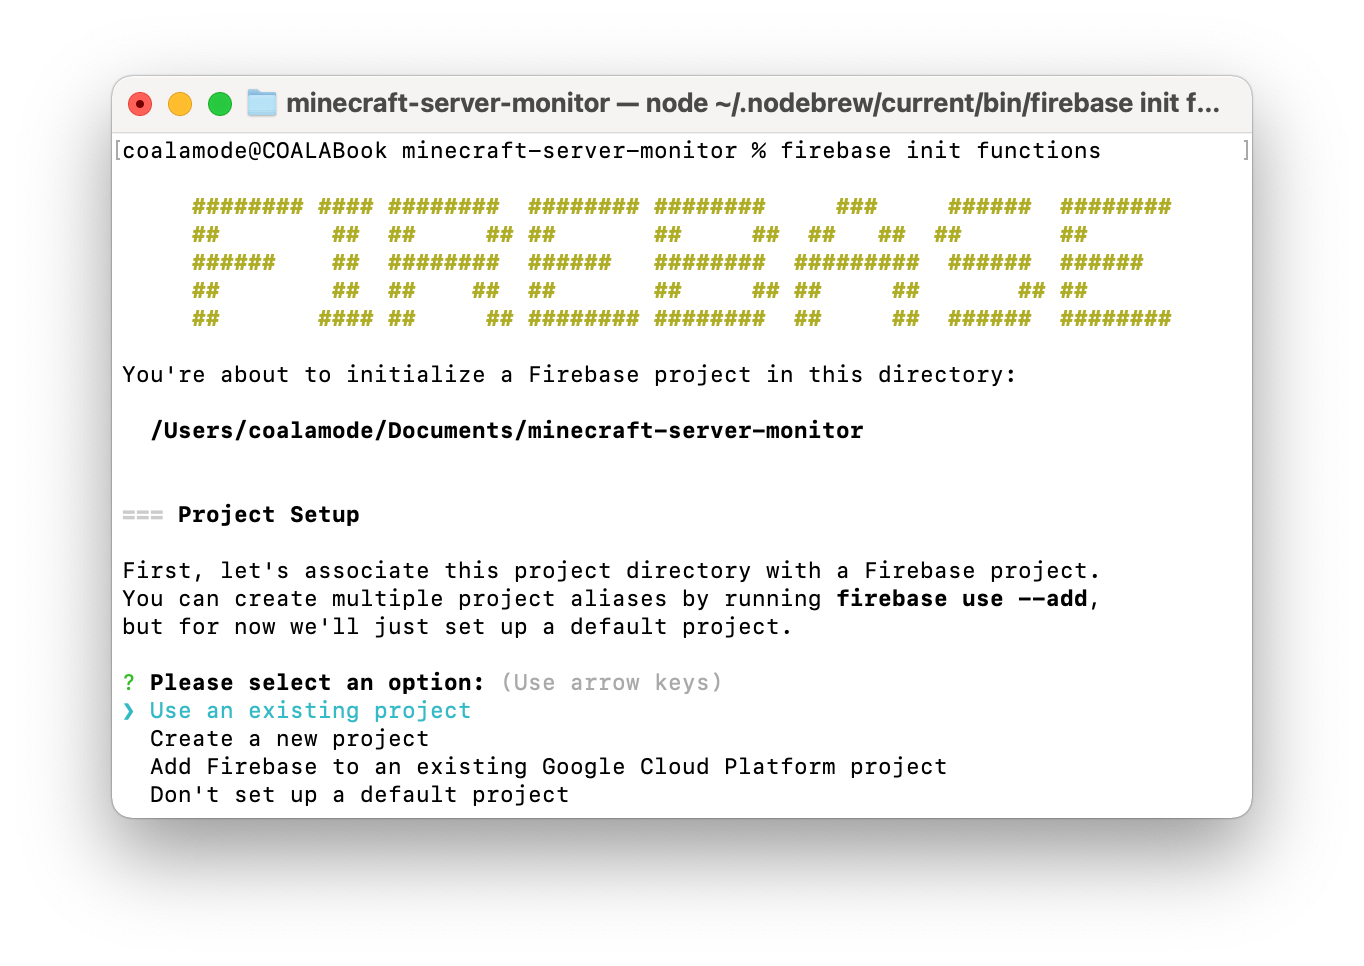 minecraft-server-monitor — node ~/.nodebrew/current/bin/firebase init f...
[coalamode@COALABook minecraft-server-monitor % firebase init functions ]
     ######## #### ########  ######## ########     ###     ######  ########
     ##        ##  ##     ## ##       ##     ##  ##   ##  ##       ##
     ######    ##  ########  ######   ########  #########  ######  ######
     ##        ##  ##    ##  ##       ##     ## ##     ##       ## ##
     ##       #### ##     ## ######## ########  ##     ##  ######  ########
You're about to initialize a Firebase project in this directory:
/Users/coalamode/Documents/minecraft-server-monitor
=== Project Setup
First, let's associate this project directory with a Firebase project.
You can create multiple project aliases by running firebase use --add,
but for now we'll just set up a default project.
? Please select an option: (Use arrow keys)
❯ Use an existing project
Create a new project
Add Firebase to an existing Google Cloud Platform project
Don't set up a default project